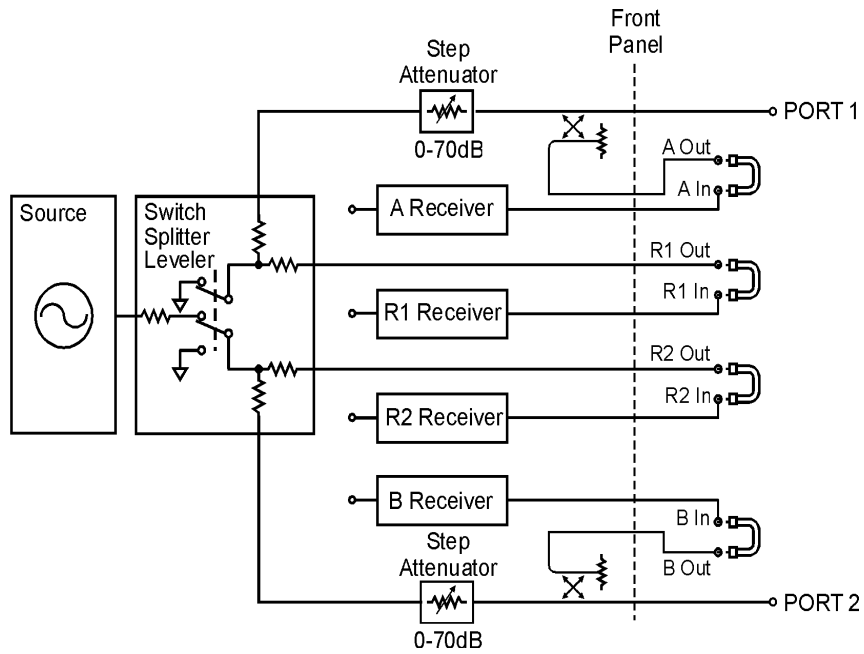 Front
Panel
Step
Attenuator
0-70dB
PORT 1
A Out
A In
Source
Switch
Splitter
Leveler
A Receiver
R1 Out
R1 In
R1 Receiver
R2 Out
R2 In
R2 Receiver
B Receiver
B In
B Out
Step
Attenuator
0-70dB
PORT 2